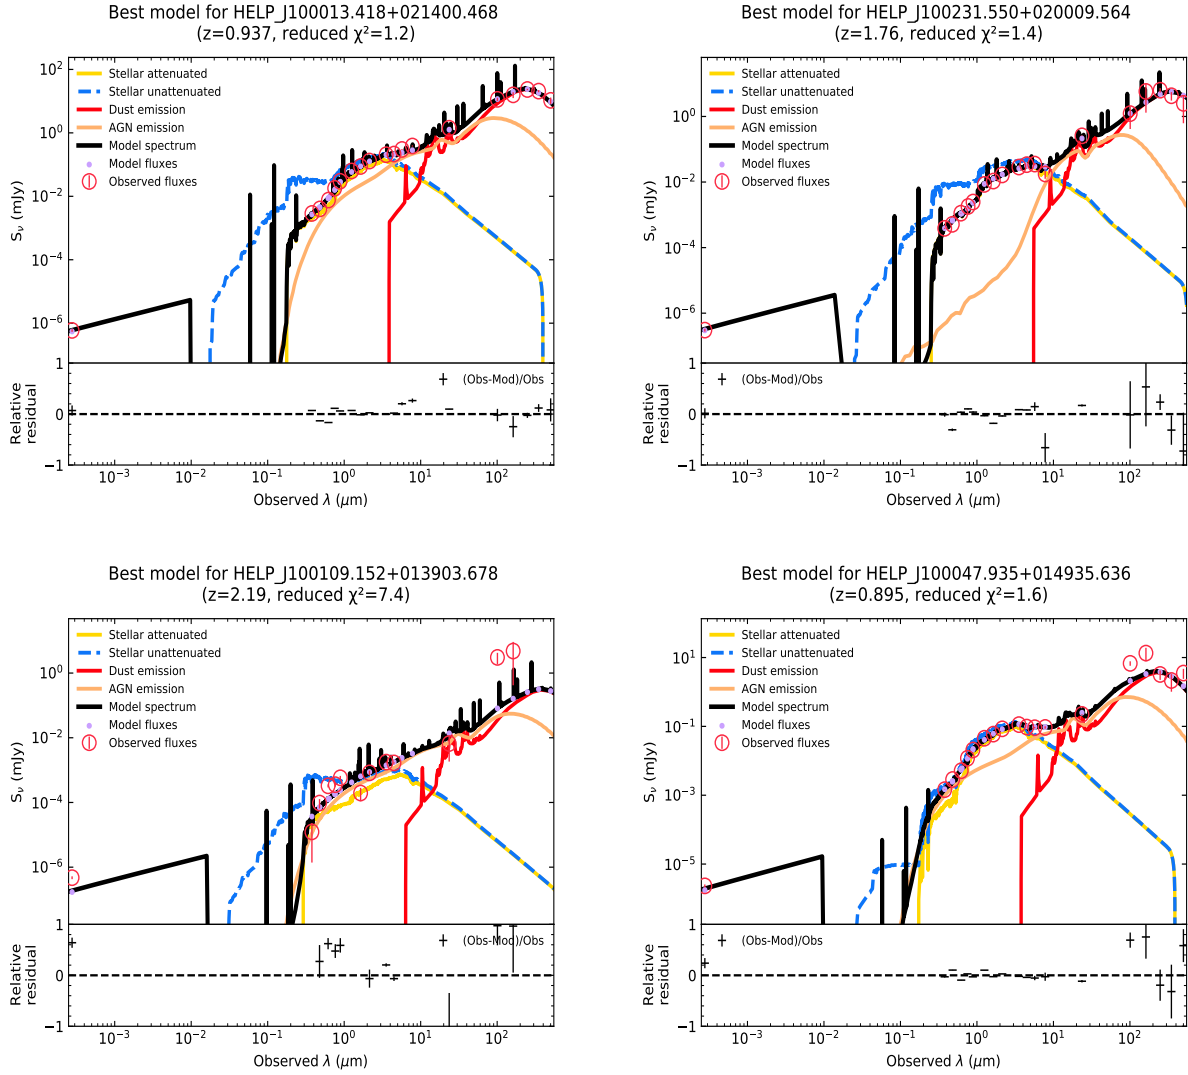 Best model for HELP_J100013.418+021400.468
(z=0.937, reduced χ²=1.2)
10²
10⁰
10⁻²
10⁻⁴
10⁻⁶
S_ν (mJy)
Stellar attenuated
Stellar unattenuated
Dust emission
AGN emission
Model spectrum
Model fluxes
Observed fluxes
1
0
−1
Relative
residual
(Obs-Mod)/Obs
10⁻³ 10⁻² 10⁻¹ 10⁰ 10¹ 10²
Observed λ (μm)
Best model for HELP_J100231.550+020009.564
(z=1.76, reduced χ²=1.4)
10⁰
10⁻²
10⁻⁴
10⁻⁶
S_ν (mJy)
Stellar attenuated
Stellar unattenuated
Dust emission
AGN emission
Model spectrum
Model fluxes
Observed fluxes
1
0
−1
Relative
residual
(Obs-Mod)/Obs
10⁻³ 10⁻² 10⁻¹ 10⁰ 10¹ 10²
Observed λ (μm)
Best model for HELP_J100109.152+013903.678
(z=2.19, reduced χ²=7.4)
10⁰
10⁻²
10⁻⁴
10⁻⁶
S_ν (mJy)
Stellar attenuated
Stellar unattenuated
Dust emission
AGN emission
Model spectrum
Model fluxes
Observed fluxes
1
0
−1
Relative
residual
(Obs-Mod)/Obs
10⁻³ 10⁻² 10⁻¹ 10⁰ 10¹ 10²
Observed λ (μm)
Best model for HELP_J100047.935+014935.636
(z=0.895, reduced χ²=1.6)
10¹
10⁻¹
10⁻³
10⁻⁵
S_ν (mJy)
Stellar attenuated
Stellar unattenuated
Dust emission
AGN emission
Model spectrum
Model fluxes
Observed fluxes
1
0
−1
Relative
residual
(Obs-Mod)/Obs
10⁻³ 10⁻² 10⁻¹ 10⁰ 10¹ 10²
Observed λ (μm)